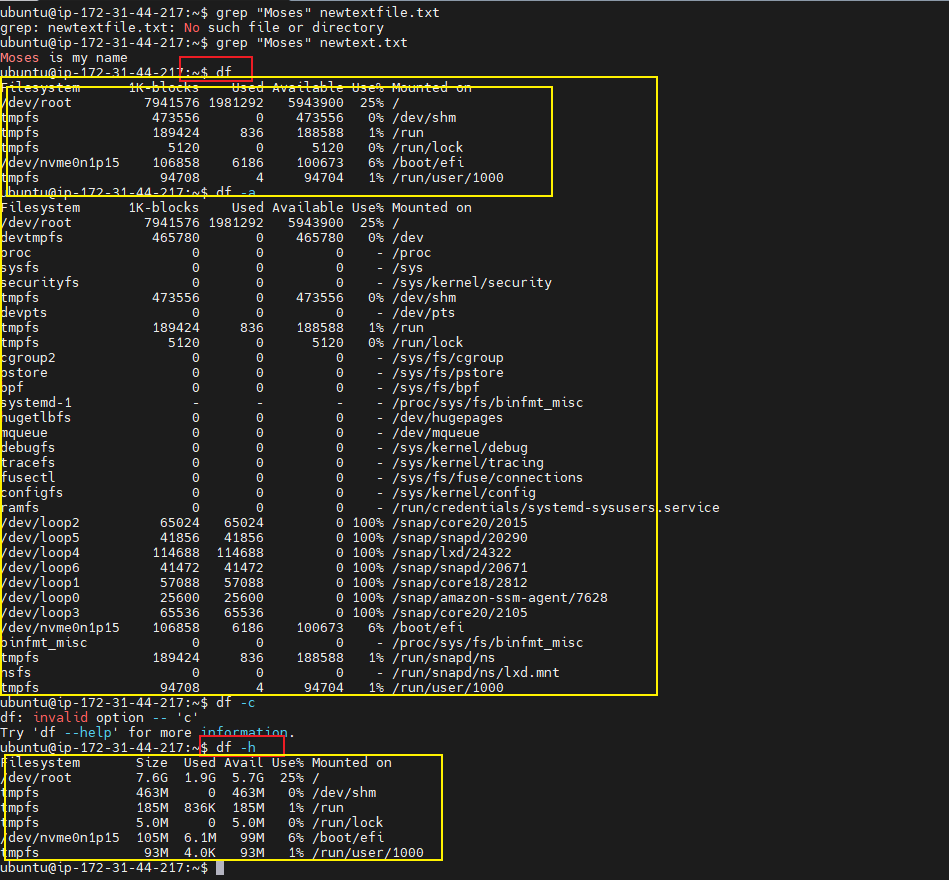 ubuntu@ip-172-31-44-217:~$ grep "Moses" newtextfile.txt
grep: newtextfile.txt: No such file or directory
ubuntu@ip-172-31-44-217:~$ grep "Moses" newtext.txt
Moses is my name
ubuntu@ip-172-31-44-217:~$ df
Filesystem      1K-blocks    Used Available Use% Mounted on
/dev/root         7941576 1981292   5943900  25% /
tmpfs              473556       0    473556   0% /dev/shm
tmpfs              189424     836    188588   1% /run
tmpfs                5120       0      5120   0% /run/lock
/dev/nvme0n1p15    106858    6186    100673   6% /boot/efi
tmpfs               94708       4     94704   1% /run/user/1000
ubuntu@ip-172-31-44-217:~$ df -a
Filesystem      1K-blocks    Used Available Use% Mounted on
/dev/root         7941576 1981292   5943900  25% /
devtmpfs           465780       0    465780   0% /dev
proc                    0       0         0    - /proc
sysfs                   0       0         0    - /sys
securityfs              0       0         0    - /sys/kernel/security
tmpfs              473556       0    473556   0% /dev/shm
devpts                  0       0         0    - /dev/pts
tmpfs              189424     836    188588   1% /run
tmpfs                5120       0      5120   0% /run/lock
cgroup2                 0       0         0    - /sys/fs/cgroup
pstore                  0       0         0    - /sys/fs/pstore
bpf                     0       0         0    - /sys/fs/bpf
systemd-1               -       -         -    - /proc/sys/fs/binfmt_misc
hugetlbfs               0       0         0    - /dev/hugepages
mqueue                  0       0         0    - /dev/mqueue
debugfs                 0       0         0    - /sys/kernel/debug
tracefs                 0       0         0    - /sys/kernel/tracing
fusectl                 0       0         0    - /sys/fs/fuse/connections
configfs                0       0         0    - /sys/kernel/config
ramfs                   0       0         0    - /run/credentials/systemd-sysusers.service
/dev/loop2          65024   65024         0 100% /snap/core20/2015
/dev/loop5          41856   41856         0 100% /snap/snapd/20290
/dev/loop4         114688  114688         0 100% /snap/lxd/24322
/dev/loop6          41472   41472         0 100% /snap/snapd/20671
/dev/loop1          57088   57088         0 100% /snap/core18/2812
/dev/loop0          25600   25600         0 100% /snap/amazon-ssm-agent/7628
/dev/loop3          65536   65536         0 100% /snap/core20/2105
/dev/nvme0n1p15    106858    6186    100673   6% /boot/efi
binfmt_misc             0       0         0    - /proc/sys/fs/binfmt_misc
tmpfs              189424     836    188588   1% /run/snapd/ns
nsfs                    0       0         0    - /run/snapd/ns/lxd.mnt
tmpfs               94708       4     94704   1% /run/user/1000
ubuntu@ip-172-31-44-217:~$ df -c
df: invalid option -- 'c'
Try 'df --help' for more information.
ubuntu@ip-172-31-44-217:~$ df -h
Filesystem       Size  Used Avail Use% Mounted on
/dev/root        7.6G  1.9G  5.7G  25% /
tmpfs            463M     0  463M   0% /dev/shm
tmpfs            185M  836K  185M   1% /run
tmpfs            5.0M     0  5.0M   0% /run/lock
/dev/nvme0n1p15  105M  6.1M   99M   6% /boot/efi
tmpfs             93M  4.0K   93M   1% /run/user/1000
ubuntu@ip-172-31-44-217:~$